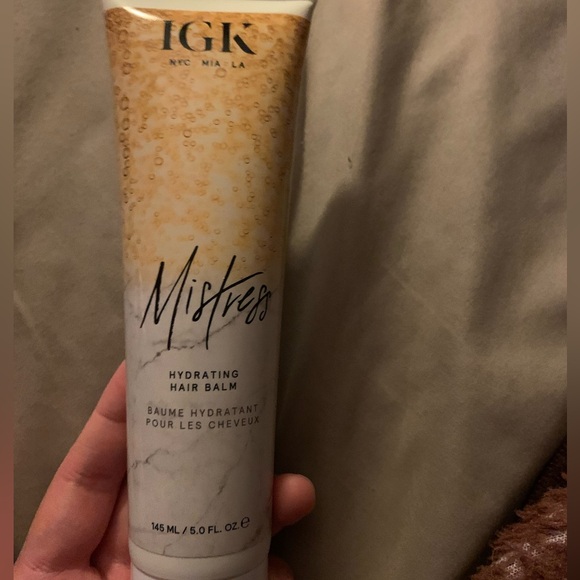 IGK
NYC MIA LA
Mistress
HYDRATING
HAIR BALM
BAUME HYDRATANT
POUR LES CHEVEUX
145 ML / 5.0 FL. OZ. ℮